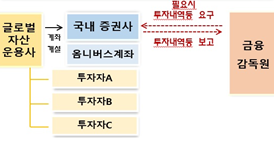 글로벌
자산
운용사
계좌
개설
국내 증권사
옴니버스계좌
투자자A
투자자B
투자자C
필요시
투자내역등 요구
투자내역등 보고
금융
감독원